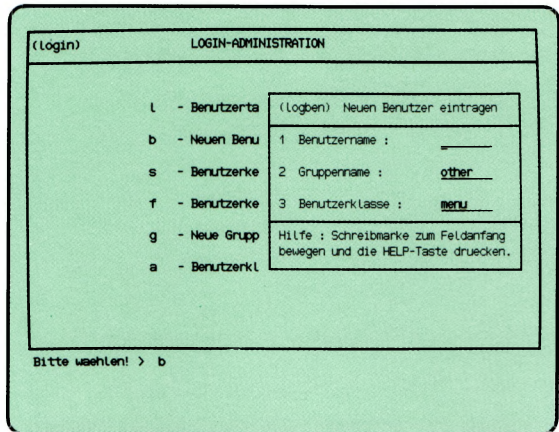 (login) LOGIN-ADMINISTRATION
l - Benutzerta
b - Neuen Benu
s - Benutzerke
f - Benutzerke
g - Neue Grupp
a - Benutzerkl
(logben) Neuen Benutzer eintragen
1 Benutzername : _
2 Gruppenname : other
3 Benutzerklasse : menu
Hilfe : Schreibmarke zum Feldanfang
bewegen und die HELP-Taste druecken.
Bitte waehlen! > b